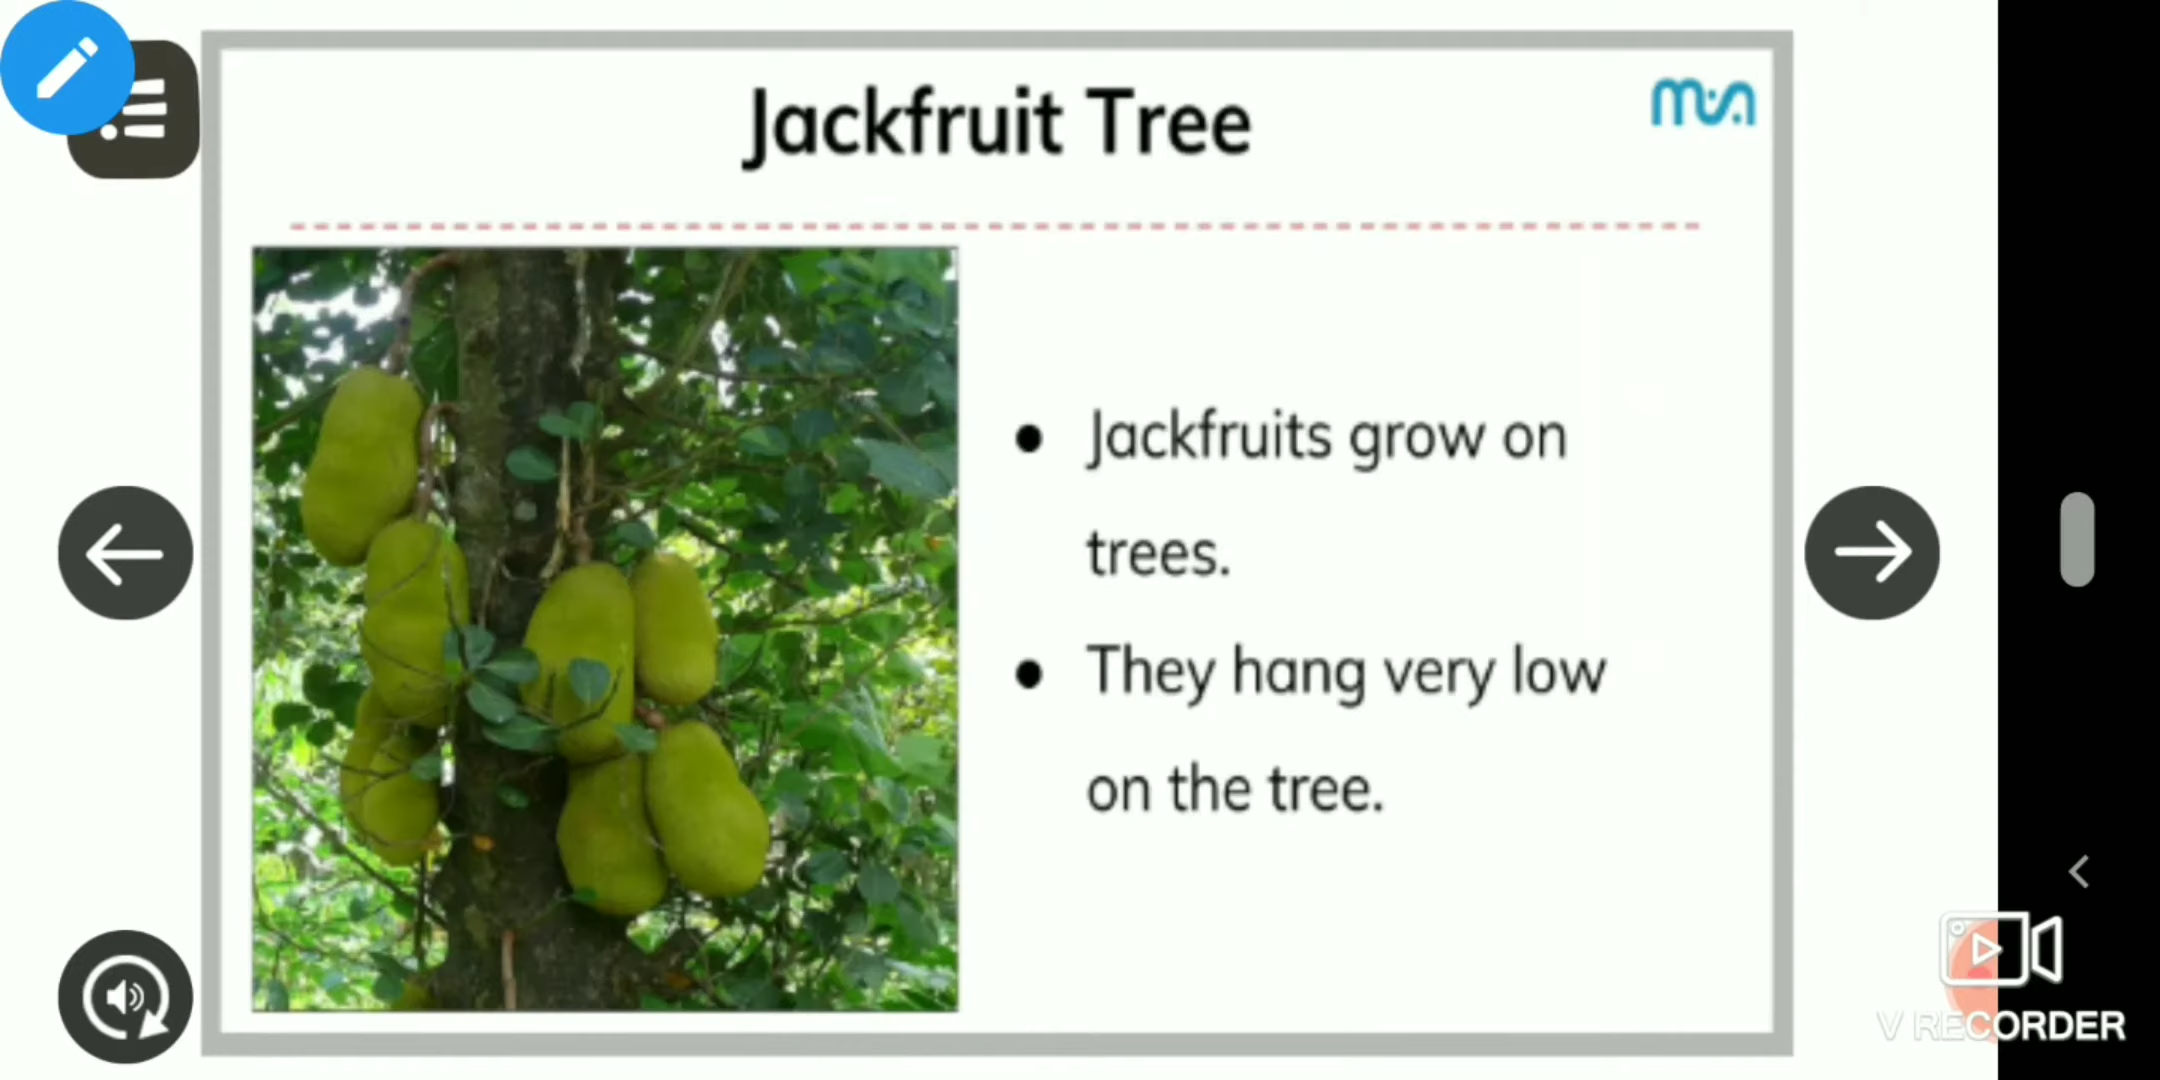 Jackfruit Tree
● Jackfruits grow on
trees.
● They hang very low
on the tree.
V RECORDER